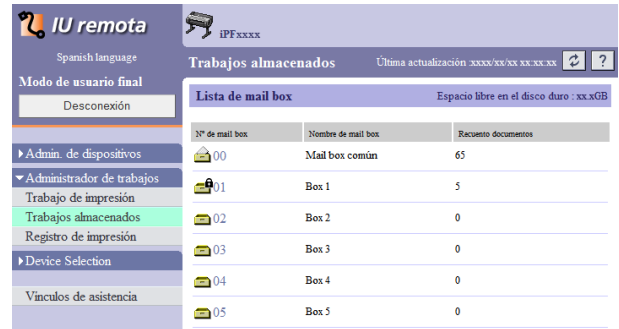 IU remota
Spanish language
Modo de usuario final
Desconexión
Admin. de dispositivos
Administrador de trabajos
Trabajo de impresión
Trabajos almacenados
Registro de impresión
Device Selection
Vínculos de asistencia
iPFxxxx
Trabajos almacenados Última actualización :xxxx/xx/xx xx:xx:xx ?
Lista de mail box Espacio libre en el disco duro : xx.xGB
Nº de mail box Nombre de mail box Recuento documentos
00 Mail box común 65
01 Box 1 5
02 Box 2 0
03 Box 3 0
04 Box 4 0
05 Box 5 0